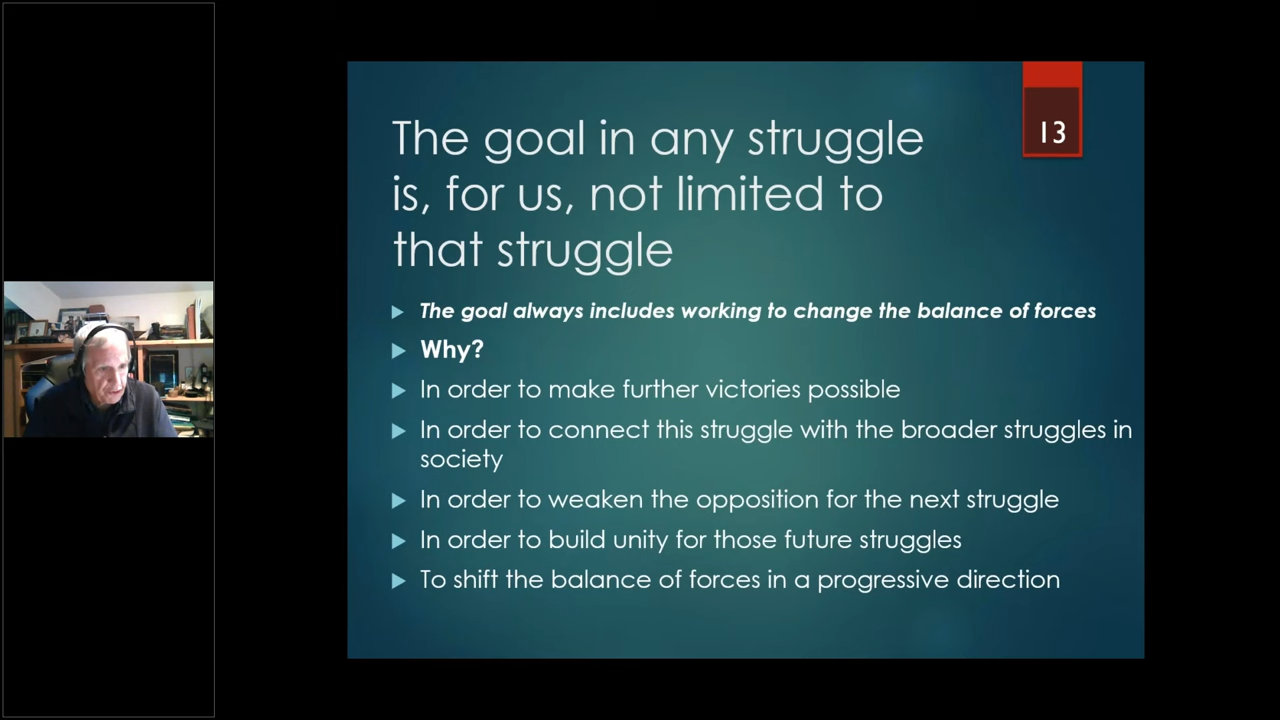 13
The goal in any struggle
is, for us, not limited to
that struggle
The goal always includes working to change the balance of forces
Why?
In order to make further victories possible
In order to connect this struggle with the broader struggles in
society
In order to weaken the opposition for the next struggle
In order to build unity for those future struggles
To shift the balance of forces in a progressive direction